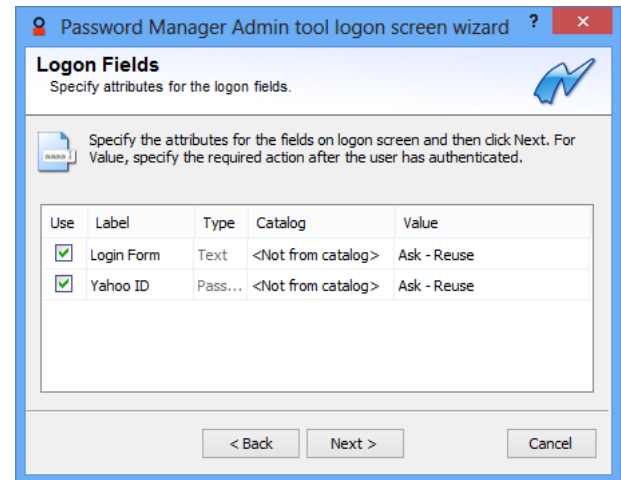 Password Manager Admin tool logon screen wizard ? ×
Logon Fields
Specify attributes for the logon fields.
Specify the attributes for the fields on logon screen and then click Next. For
Value, specify the required action after the user has authenticated.
Use Label Type Catalog Value
Login Form Text <Not from catalog> Ask - Reuse
Yahoo ID Pass... <Not from catalog> Ask - Reuse
< Back Next > Cancel